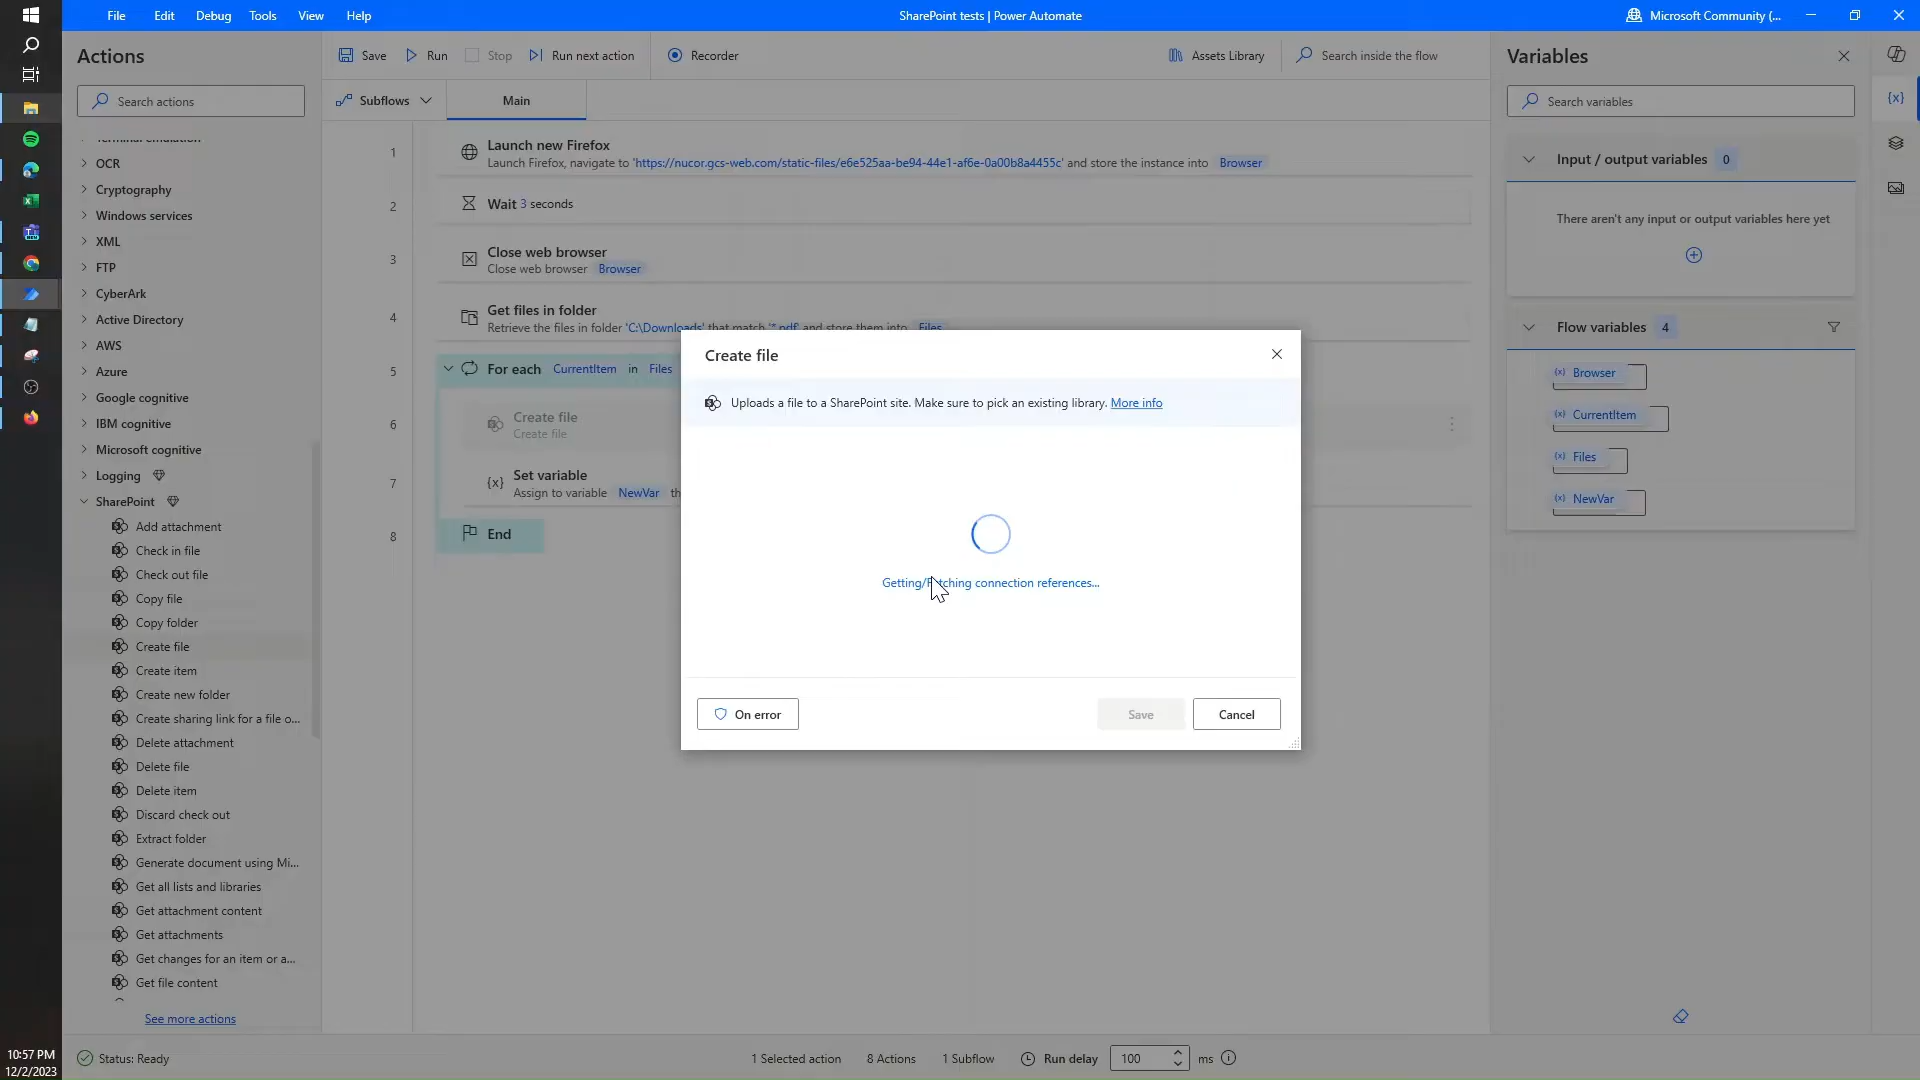 File Edit Debug Tools View Help
SharePoint tests | Power Automate
Microsoft Community (...
Actions
Search actions
OCR
Cryptography
Windows services
XML
FTP
CyberArk
Active Directory
AWS
Azure
Google cognitive
IBM cognitive
Microsoft cognitive
Logging
SharePoint
Add attachment
Check in file
Check out file
Copy file
Copy folder
Create file
Create item
Create new folder
Create sharing link for a file o...
Delete attachment
Delete file
Delete item
Discard check out
Extract folder
Generate document using Mi...
Get all lists and libraries
Get attachment content
Get attachments
Get changes for an item or a...
Get file content
See more actions
Save Run Stop Run next action Recorder Assets Library Search inside the flow
Subflows Main
1 Launch new Firefox
Launch Firefox, navigate to 'https://nucor.gcs-web.com/static-files/e6e525aa-be94-44e1-af6e-0a00b8a4455c' and store the instance into Browser
2 Wait 3 seconds
3 Close web browser
Close web browser Browser
4 Get files in folder
Retrieve the files in folder 'C:\Downloads' that match '*.pdf' and store them into Files
5 For each CurrentItem in Files
6 Create file
Create file
7 Set variable
Assign to variable NewVar th
8 End
Create file
Uploads a file to a SharePoint site. Make sure to pick an existing library. More info
Getting/Fetching connection references...
On error Save Cancel
Variables
Search variables
{x}
Input / output variables 0
There aren't any input or output variables here yet
Flow variables 4
Browser
CurrentItem
Files
NewVar
Status: Ready 1 Selected action 8 Actions 1 Subflow Run delay 100 ms
10:57 PM
12/2/2023